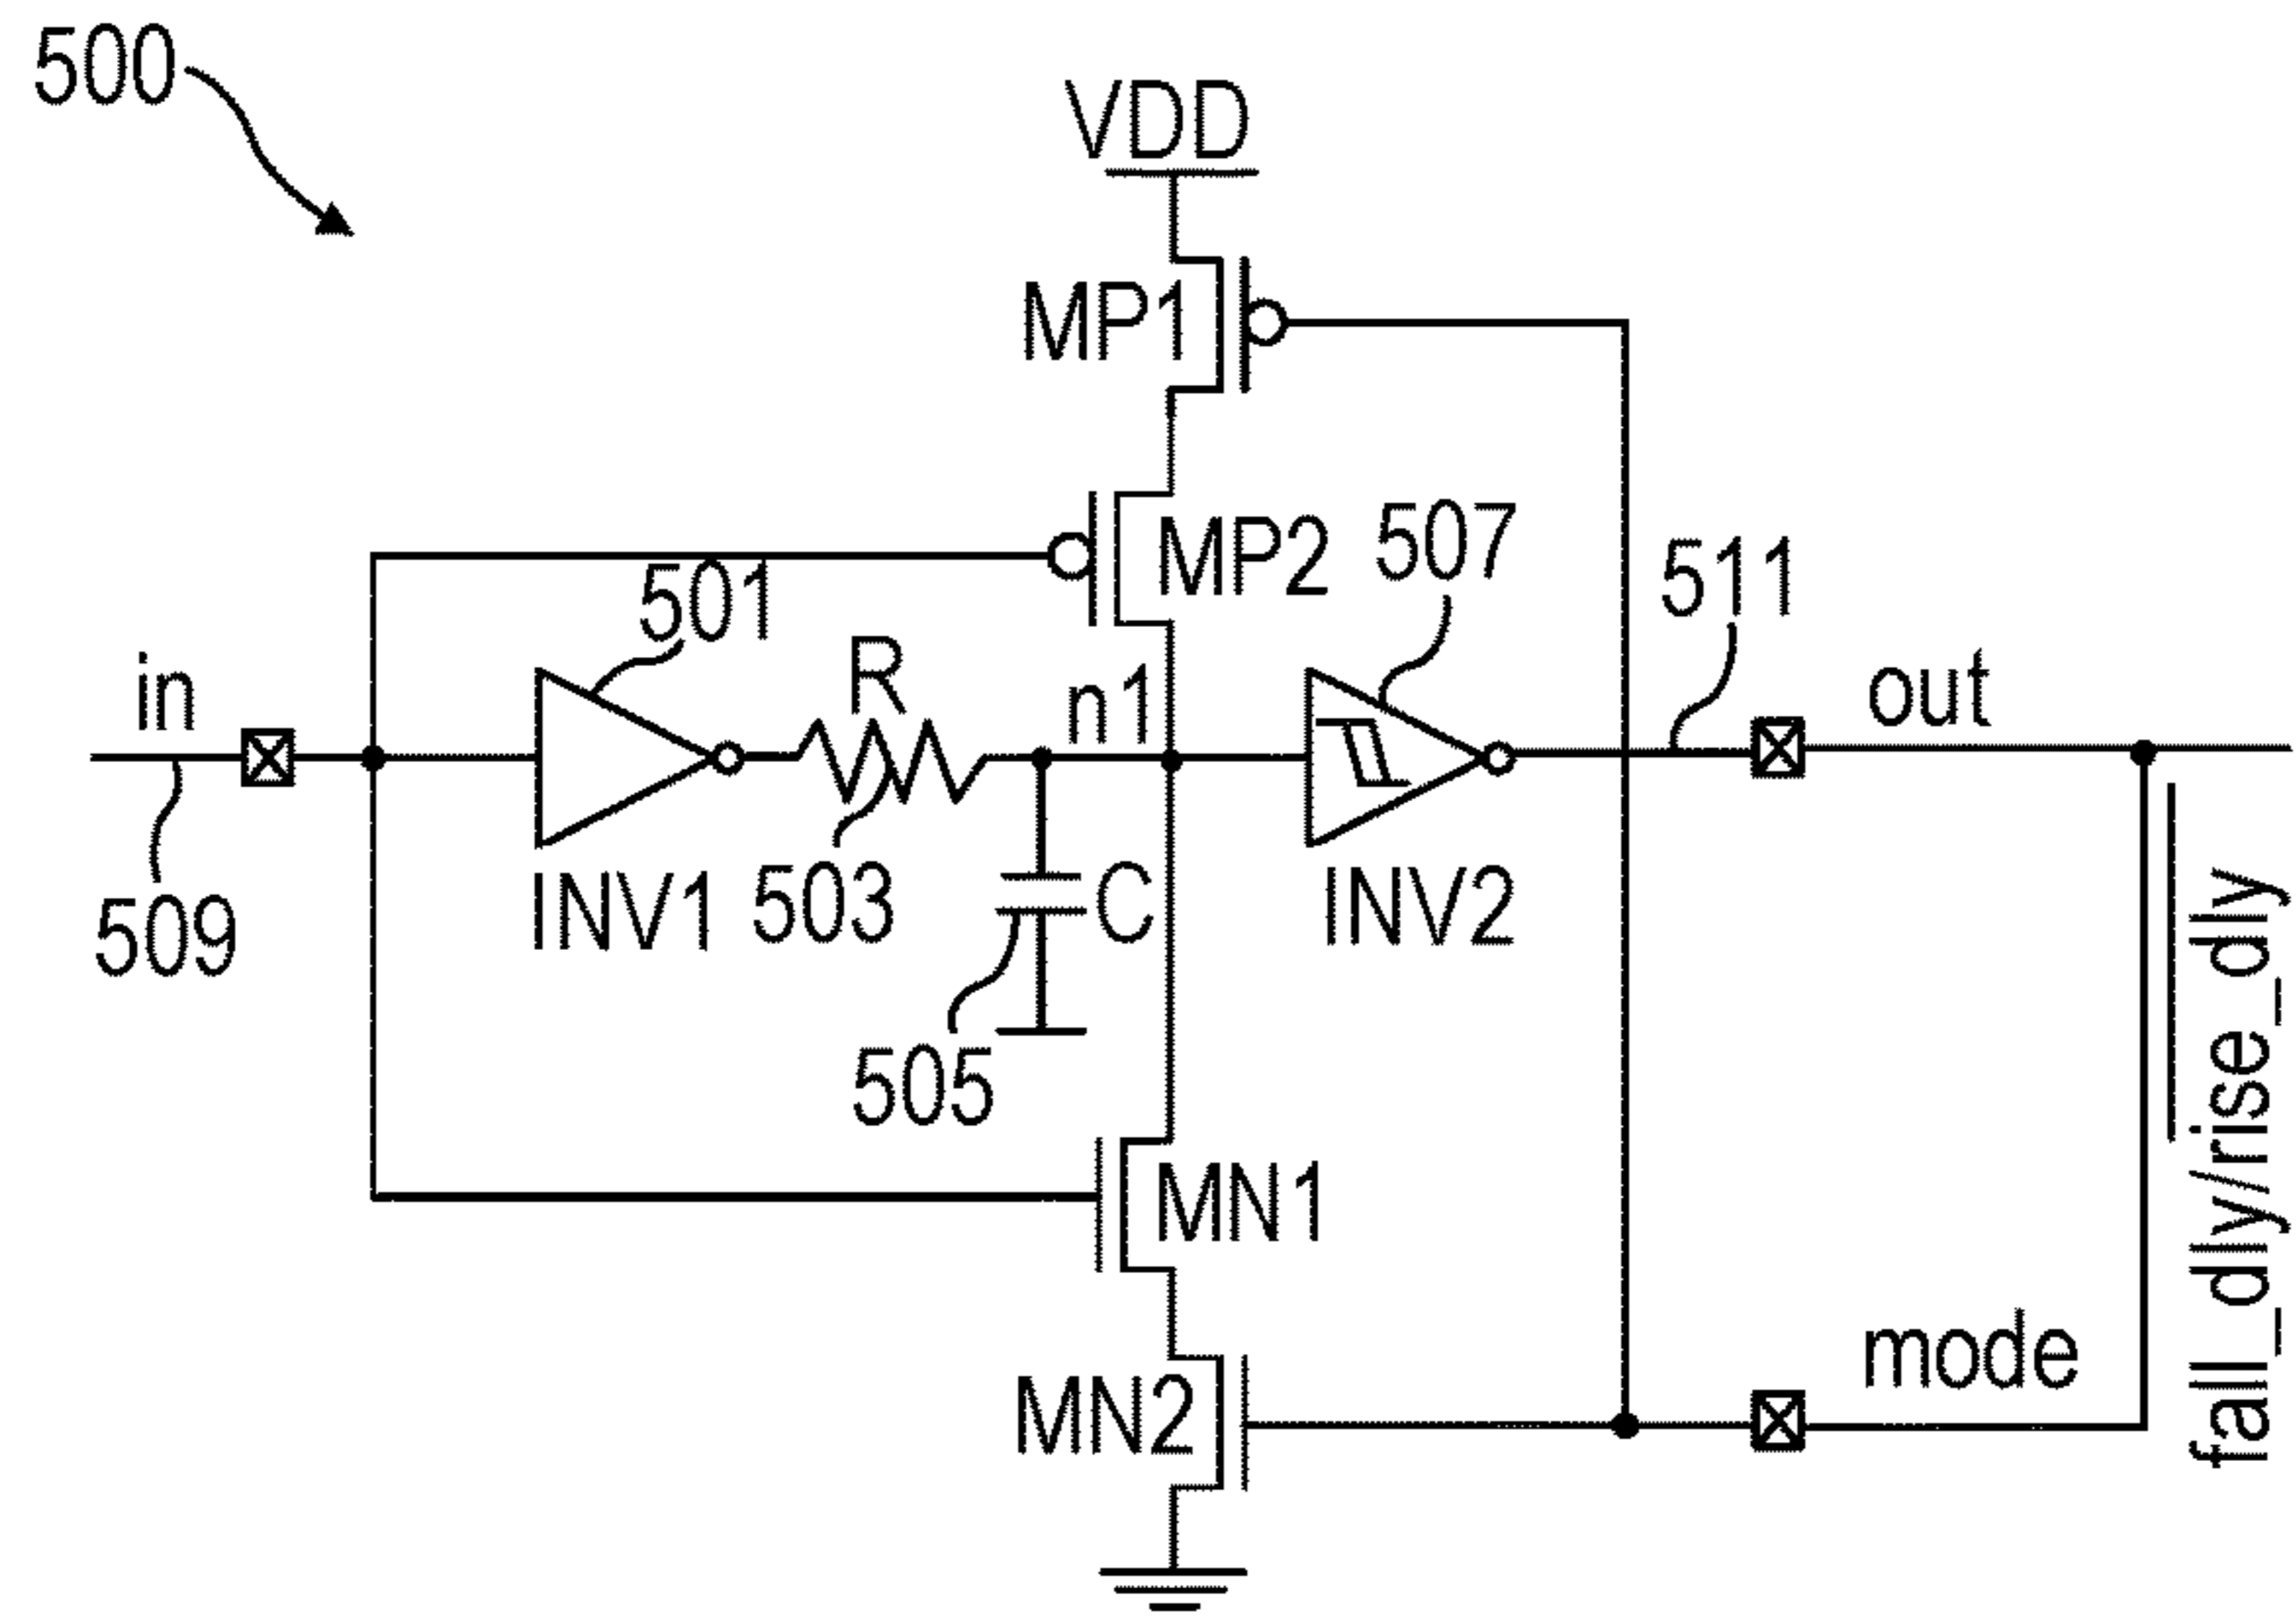 500
VDD
MP1
MP2
507
511
501
R
in
n1
out
509
INV1
503
C
INV2
505
MN1
mode
MN2
fall_dly/rise_dly